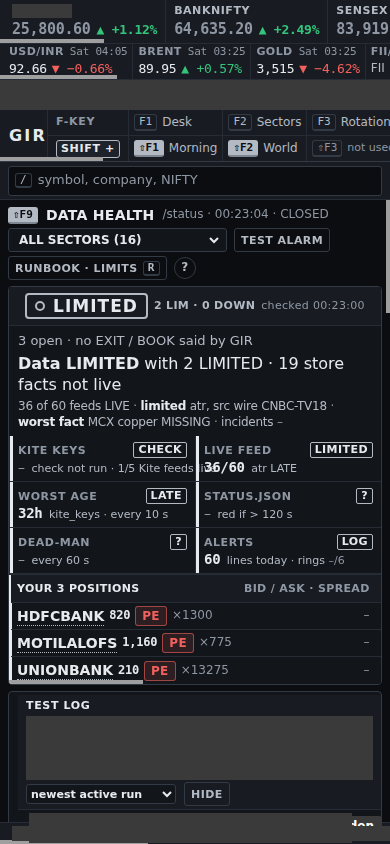 BANKNIFTY SENSEX
25,800.60 ▲ +1.12% 64,635.20 ▲ +2.49% 83,919
USD/INR Sat 04:05 BRENT Sat 03:25 GOLD Sat 03:25 FII/
92.66 ▼ −0.66% 89.95 ▲ +0.57% 3,515 ▼ −4.62% FII
GIR F-KEY F1 Desk F2 Sectors F3 Rotation
SHIFT + ⇧F1 Morning ⇧F2 World ⇧F3 not used
/ symbol, company, NIFTY
⇧F9 DATA HEALTH /status · 00:23:04 · CLOSED
ALL SECTORS (16) TEST ALARM
RUNBOOK · LIMITS R ?
LIMITED 2 LIM · 0 DOWN checked 00:23:00
3 open · no EXIT / BOOK said by GIR
Data LIMITED with 2 LIMITED · 19 store
facts not live
36 of 60 feeds LIVE · limited atr, src wire CNBC-TV18 ·
worst fact MCX copper MISSING · incidents –
KITE KEYS CHECK LIVE FEED LIMITED
– check not run · 1/5 Kite feeds live 36/60 atr LATE
WORST AGE LATE STATUS.JSON ?
32h kite_keys · every 10 s – red if > 120 s
DEAD-MAN ? ALERTS LOG
– every 60 s 60 lines today · rings –/6
YOUR 3 POSITIONS BID / ASK · SPREAD
HDFCBANK 820 PE ×1300 –
MOTILALOFS 1,160 PE ×775 –
UNIONBANK 210 PE ×13275 –
TEST LOG
newest active run HIDE